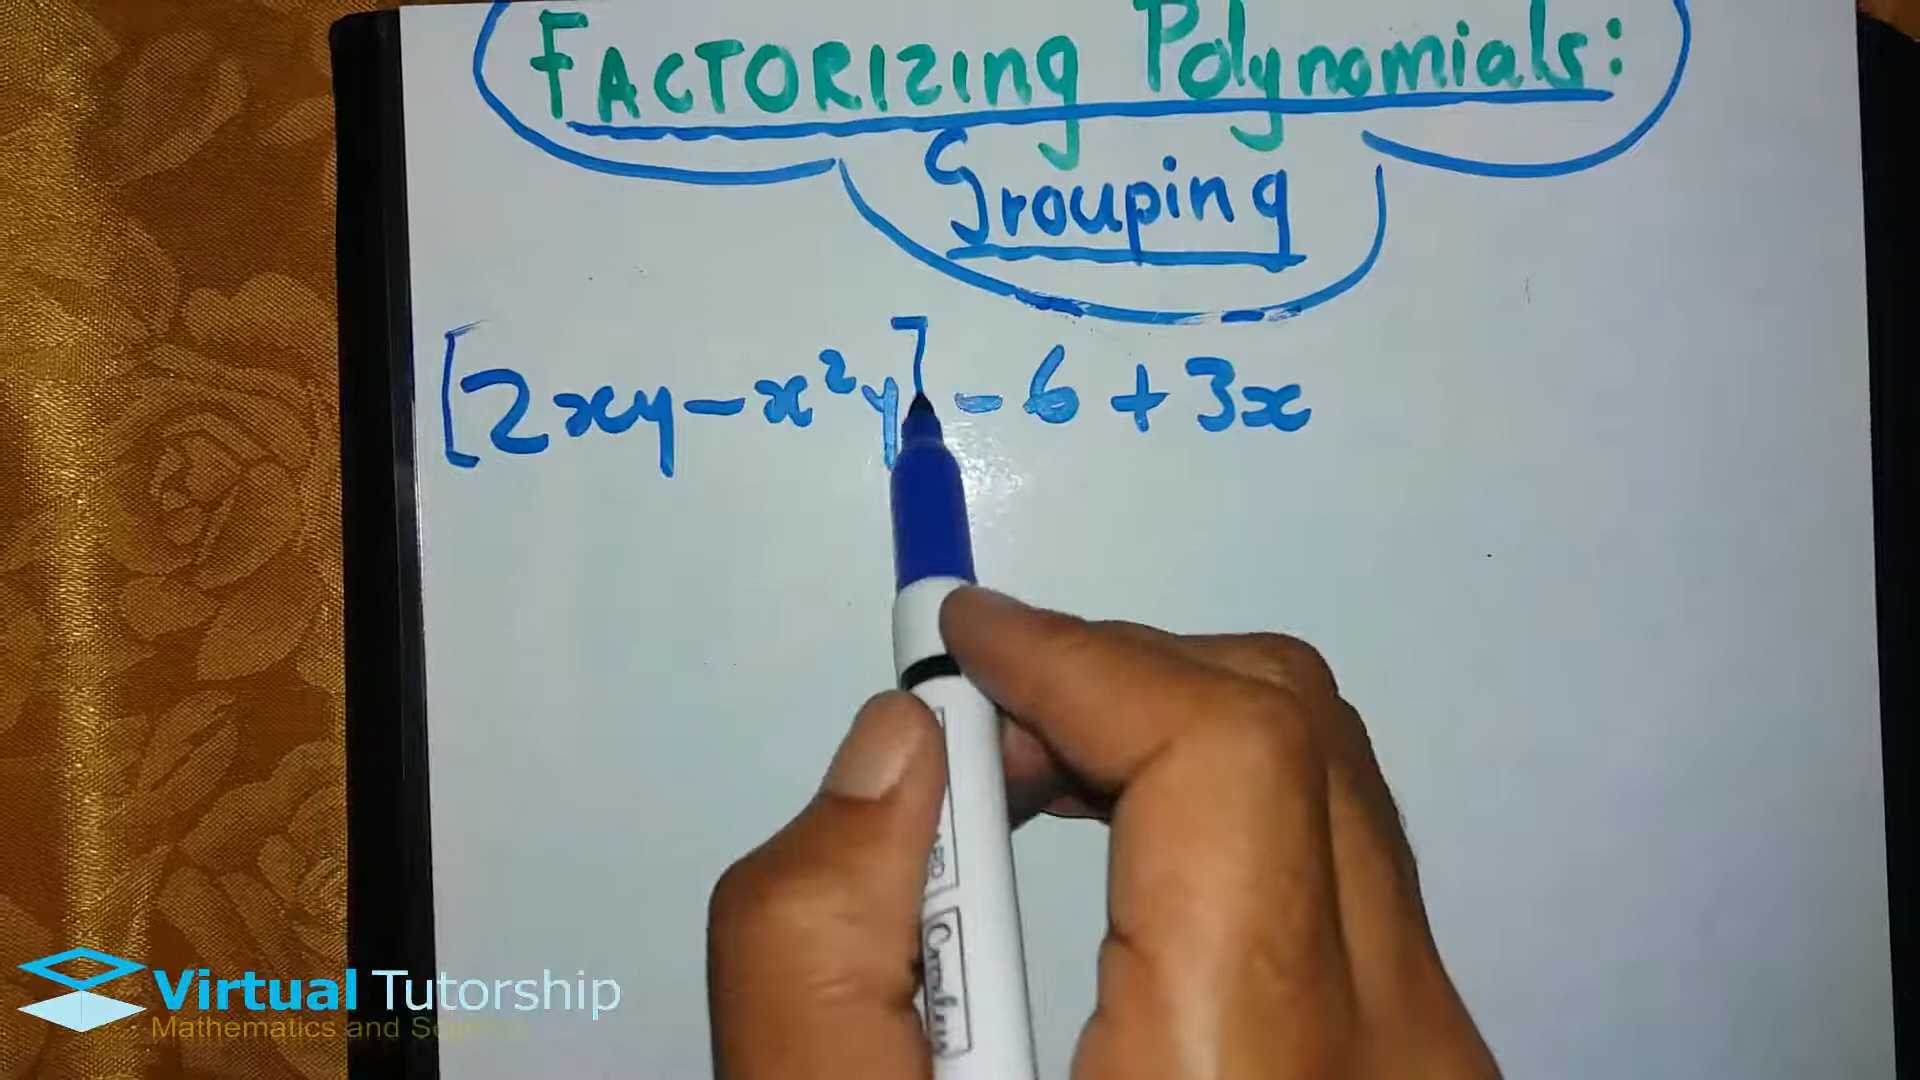 FACTORIZING Polynomials:
Grouping
[2xy-x²y]-6+3x
Virtual Tutorship
Mathematics and